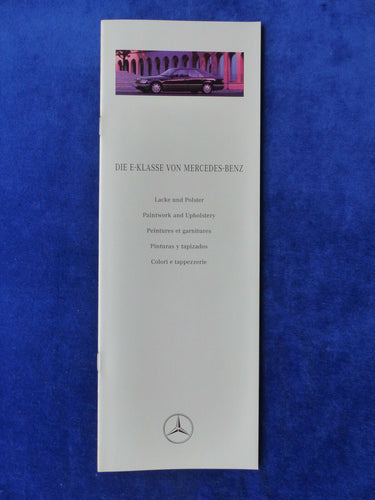 DIE E-KLASSE VON MERCEDES-BENZ
Lacke und Polster
Paintwork and Upholstery
Peintures et garnitures
Pinturas y tapizados
Colori e tappezzerie